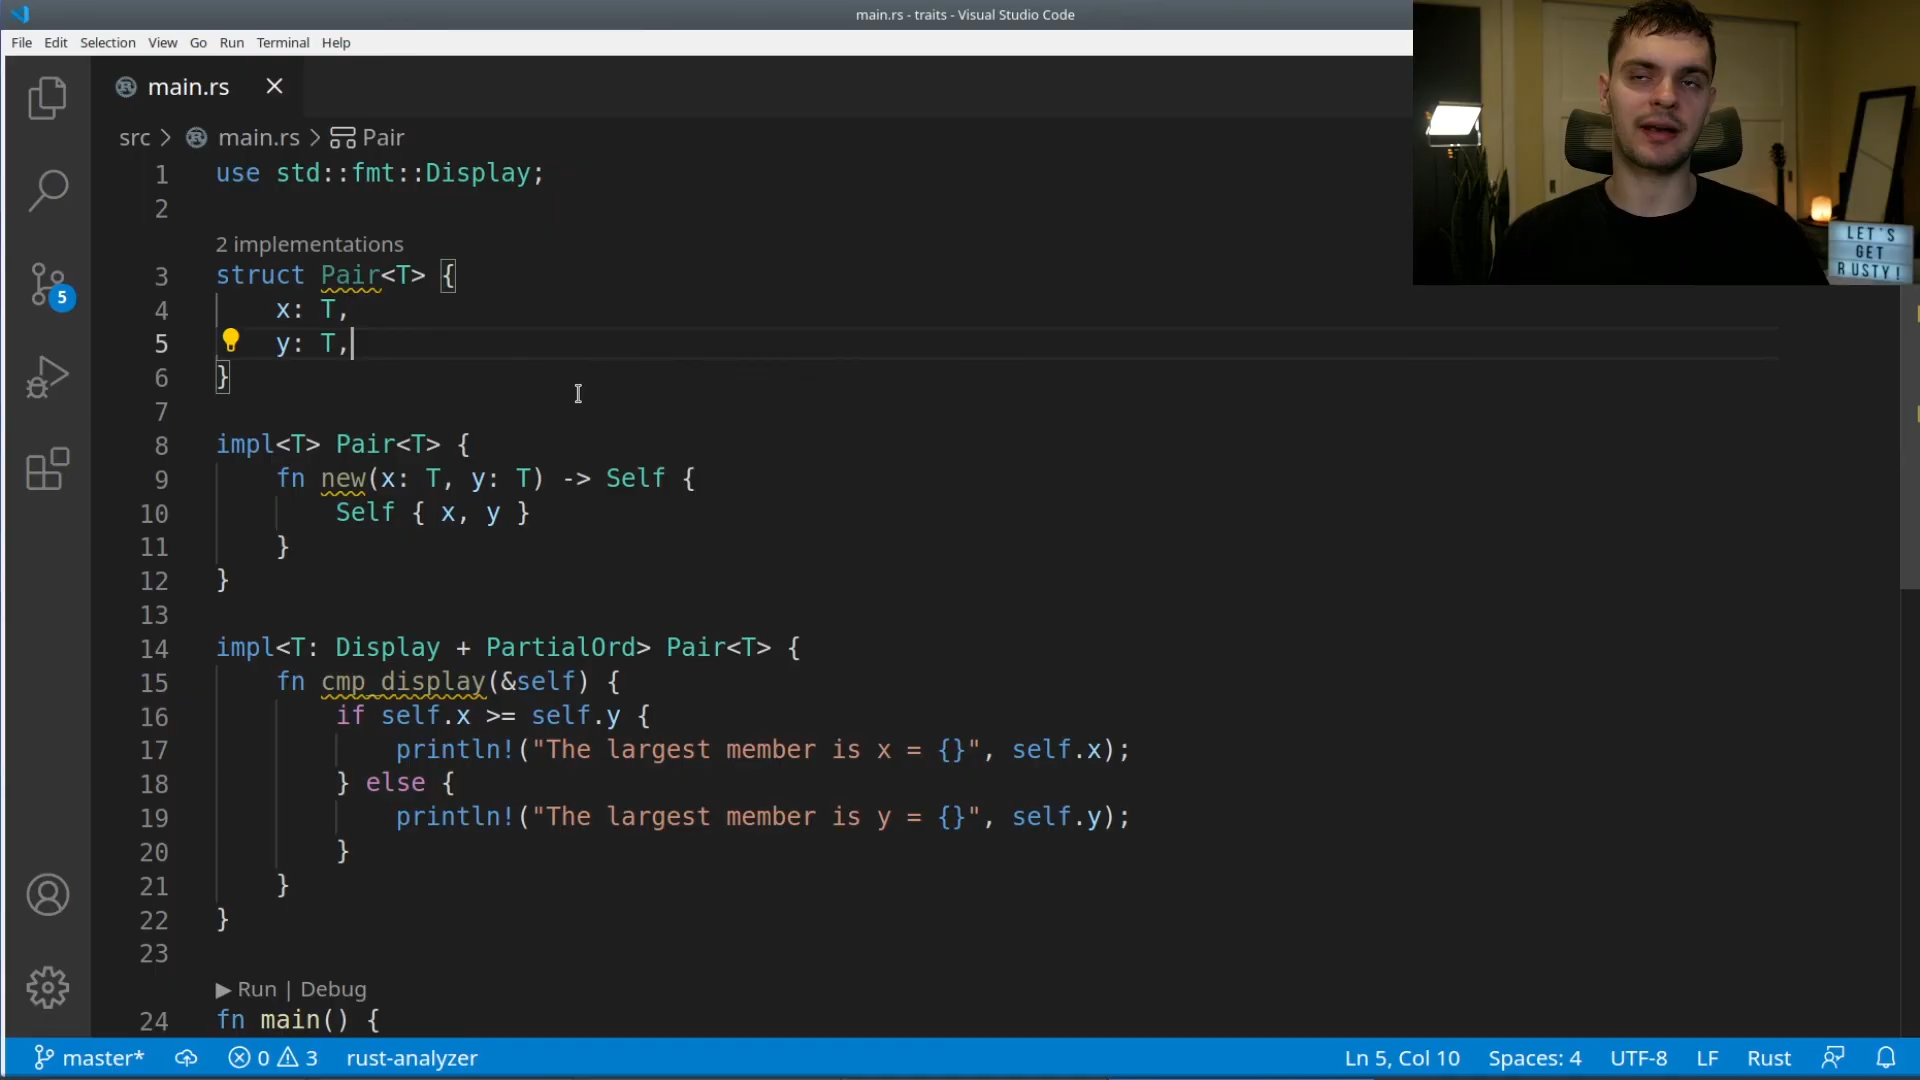 main.rs - traits - Visual Studio Code
File Edit Selection View Go Run Terminal Help
main.rs
src > main.rs > Pair
1 use std::fmt::Display;
2
2 implementations
3 struct Pair<T> {
4     x: T,
5     y: T,
6 }
7
8 impl<T> Pair<T> {
9     fn new(x: T, y: T) -> Self {
10         Self { x, y }
11     }
12 }
13
14 impl<T: Display + PartialOrd> Pair<T> {
15     fn cmp_display(&self) {
16         if self.x >= self.y {
17             println!("The largest member is x = {}", self.x);
18         } else {
19             println!("The largest member is y = {}", self.y);
20         }
21     }
22 }
23
▶ Run | Debug
24 fn main() {
5
LET'S
GET
RUSTY!
master* 0 3 rust-analyzer Ln 5, Col 10 Spaces: 4 UTF-8 LF Rust